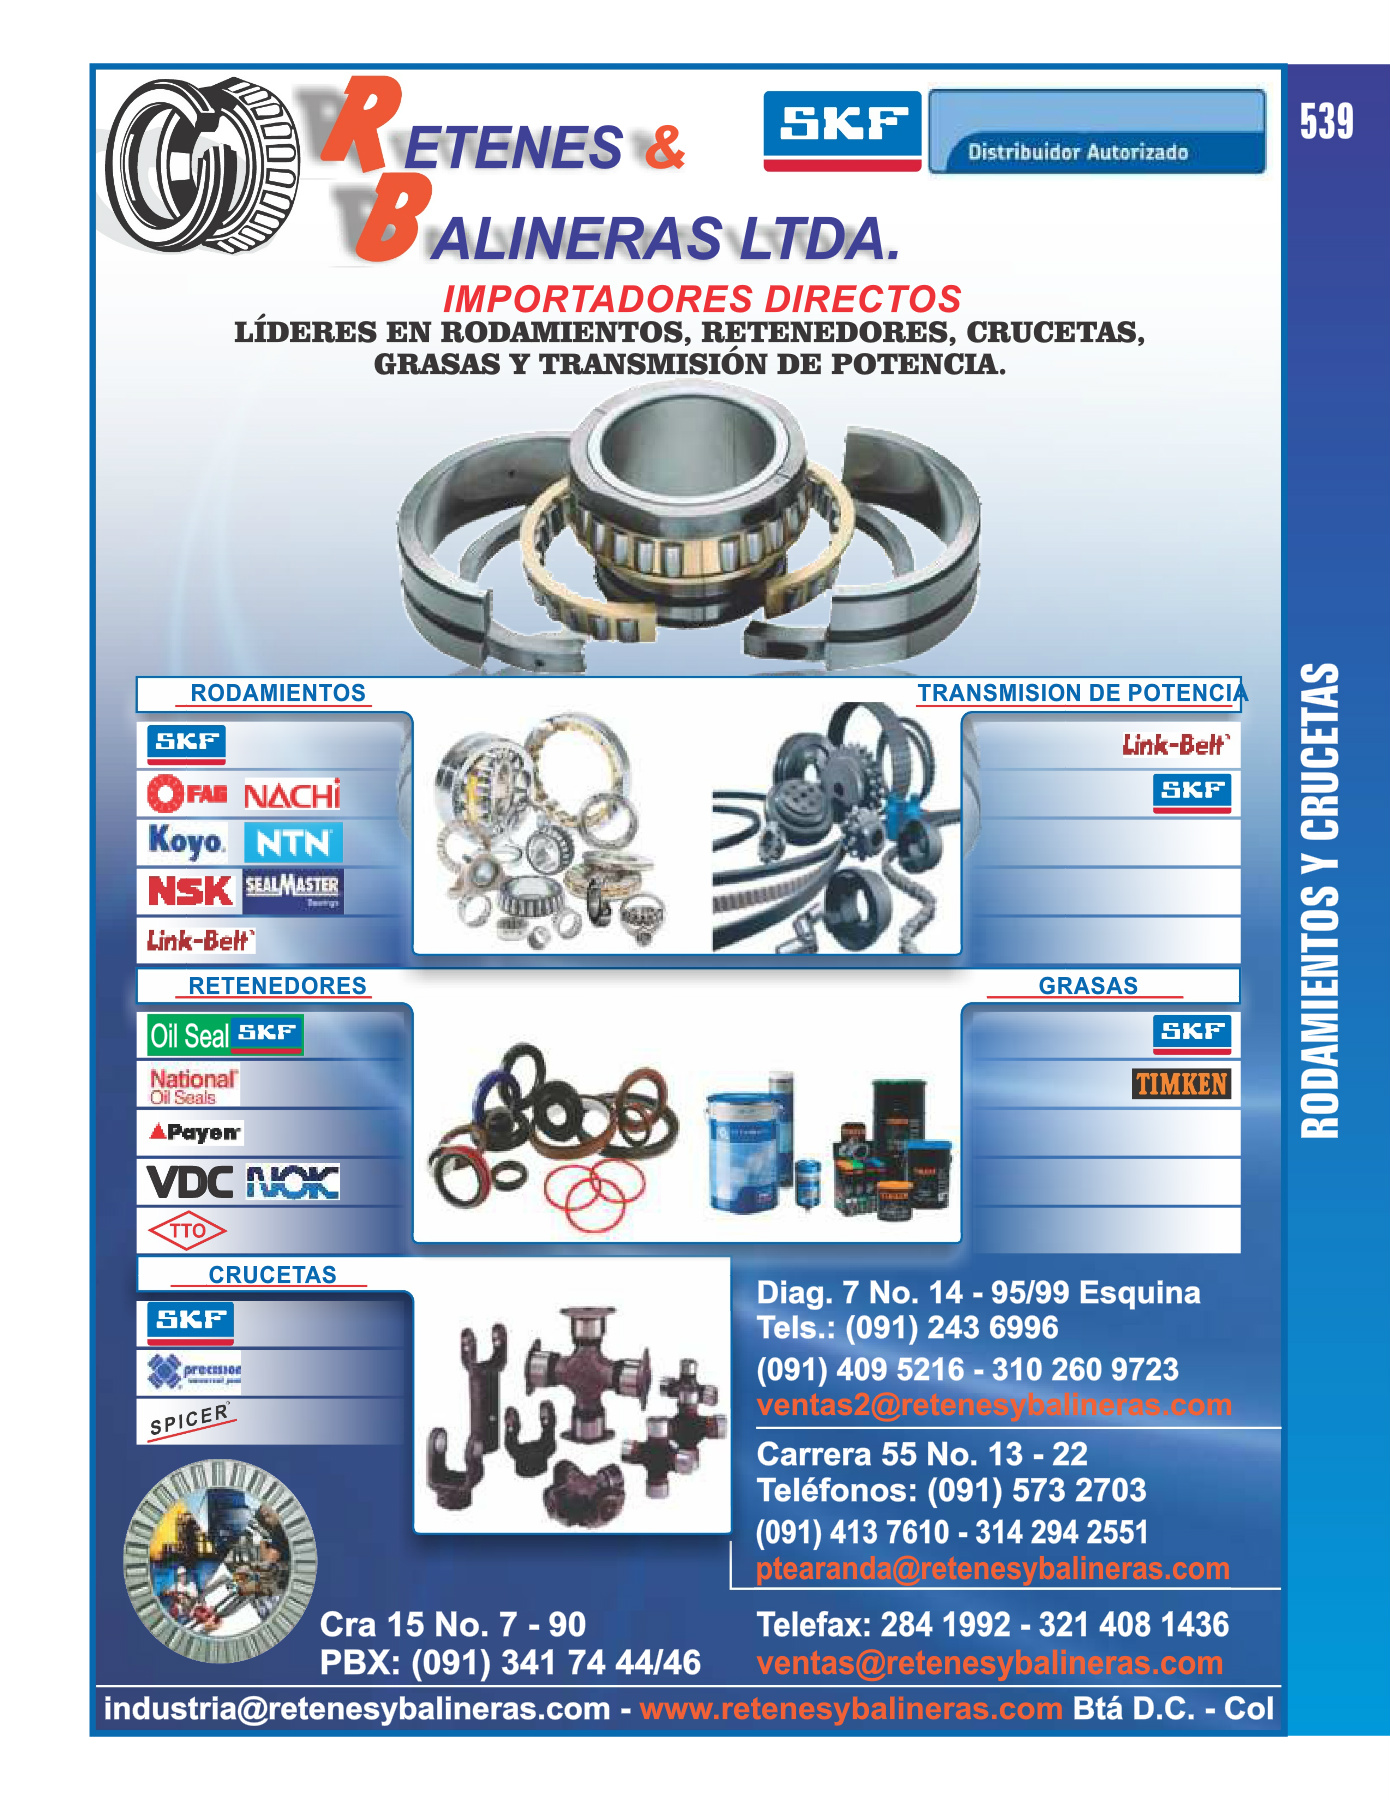 RETENES &
BALINERAS LTDA.
SKF
Distribuidor Autorizado
539
IMPORTADORES DIRECTOS
LÍDERES EN RODAMIENTOS, RETENEDORES, CRUCETAS,
GRASAS Y TRANSMISIÓN DE POTENCIA.
RODAMIENTOS
SKF
FAG NACHi
Koyo NTN
NSK SEALMASTER
Bearings
Link-Belt
TRANSMISION DE POTENCIA
Link-Belt
SKF
RETENEDORES
Oil Seal SKF
National
Oil Seals
Payen
VDC NOK
TTO
GRASAS
SKF
TIMKEN
CRUCETAS
SKF
precision
SPICER
Diag. 7 No. 14 - 95/99 Esquina
Tels.: (091) 243 6996
(091) 409 5216 - 310 260 9723
ventas2@retenesybalineras.com
Carrera 55 No. 13 - 22
Teléfonos: (091) 573 2703
(091) 413 7610 - 314 294 2551
ptearanda@retenesybalineras.com
Cra 15 No. 7 - 90
PBX: (091) 341 74 44/46
Telefax: 284 1992 - 321 408 1436
ventas@retenesybalineras.com
industria@retenesybalineras.com - www.retenesybalineras.com Btá D.C. - Col
RODAMIENTOS Y CRUCETAS